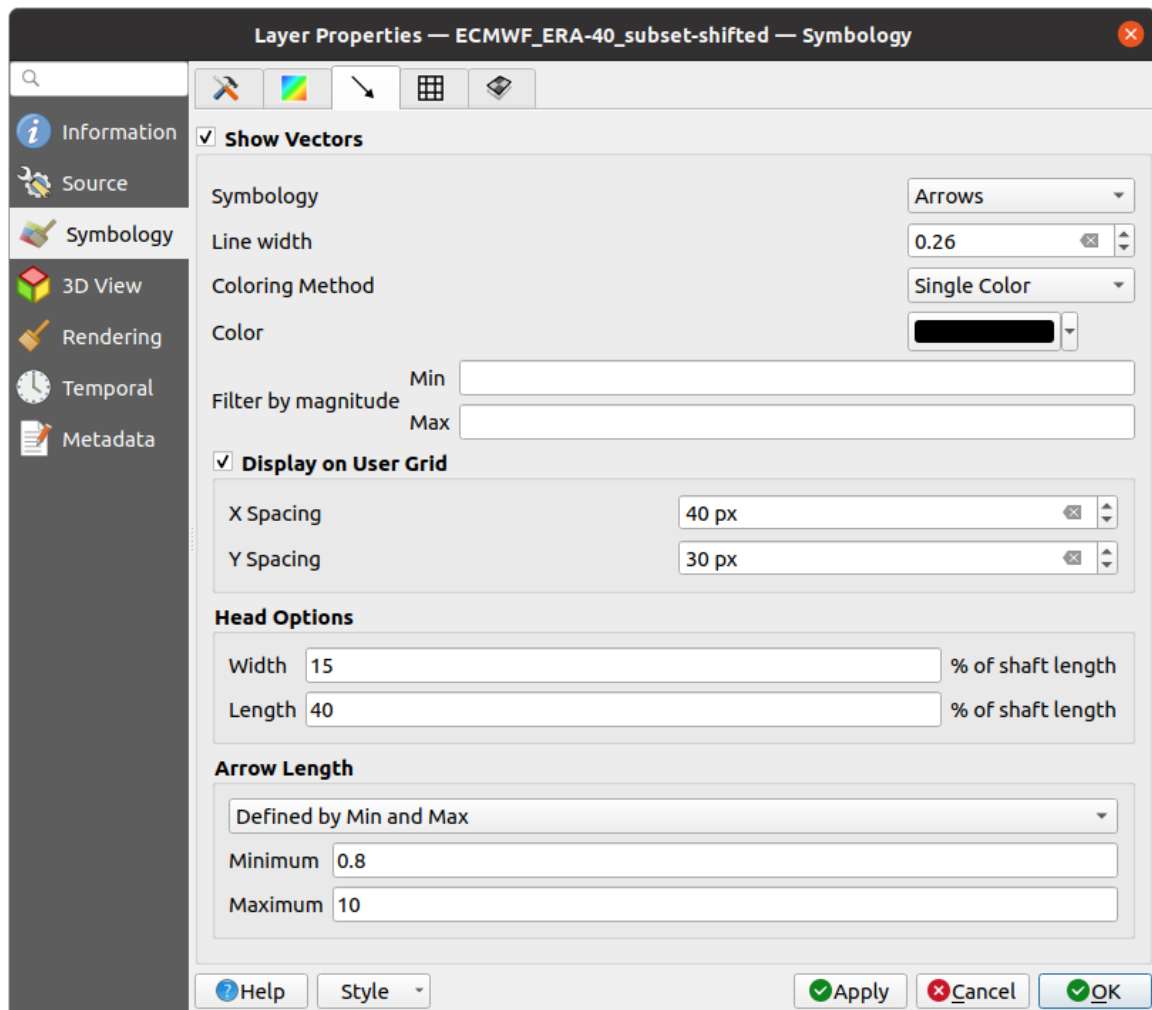 Layer Properties — ECMWF_ERA-40_subset-shifted — Symbology
Information
Source
Symbology
3D View
Rendering
Temporal
Metadata
Show Vectors
Symbology Arrows
Line width 0.26
Coloring Method Single Color
Color
Filter by magnitude
Min
Max
Display on User Grid
X Spacing 40 px
Y Spacing 30 px
Head Options
Width 15 % of shaft length
Length 40 % of shaft length
Arrow Length
Defined by Min and Max
Minimum 0.8
Maximum 10
Help Style Apply Cancel OK